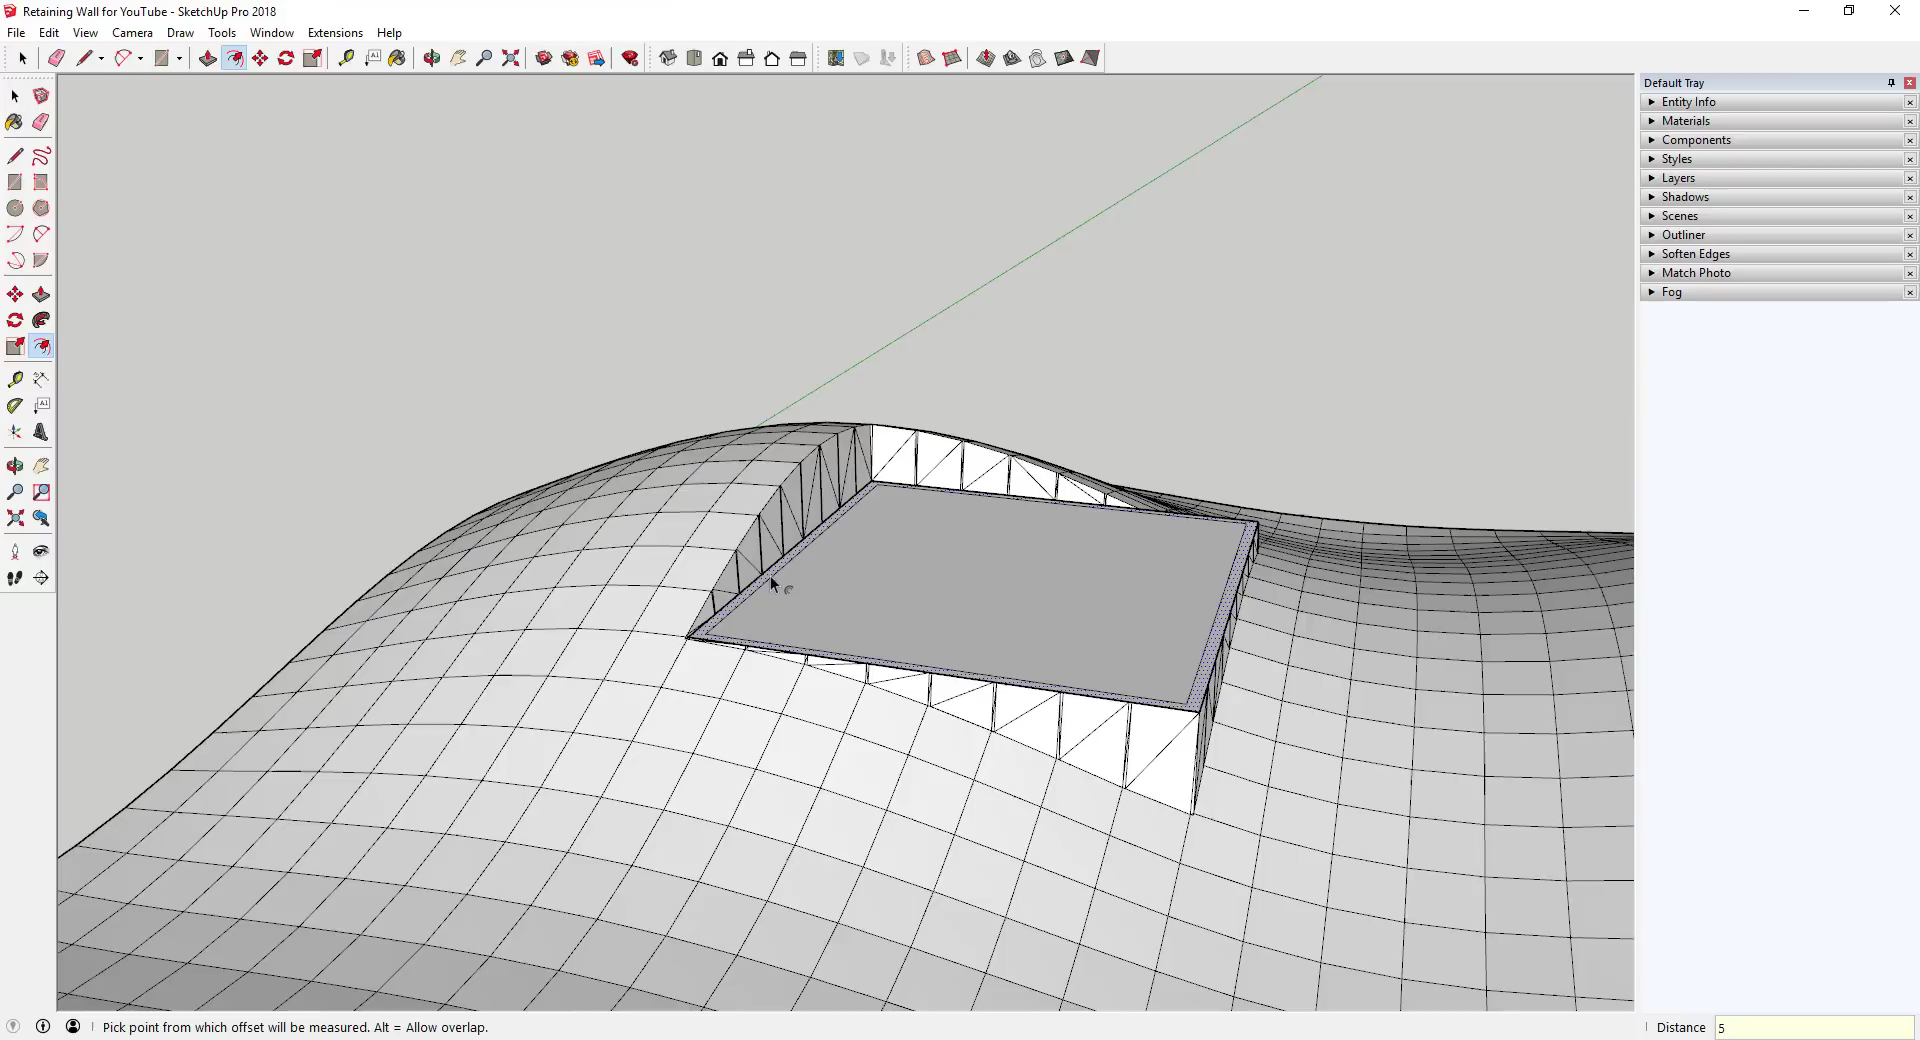 Retaining Wall for YouTube - SketchUp Pro 2018
File Edit View Camera Draw Tools Window Extensions Help
Default Tray
Entity Info
Materials
Components
Styles
Layers
Shadows
Scenes
Outliner
Soften Edges
Match Photo
Fog
Pick point from which offset will be measured. Alt = Allow overlap.
Distance 5